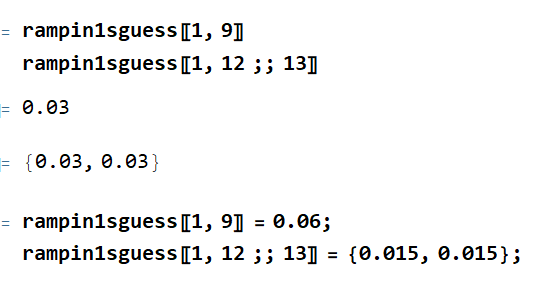 = rampin1sguess〚1, 9〛
rampin1sguess〚1, 12 ;; 13〛
= 0.03
= {0.03, 0.03}
= rampin1sguess〚1, 9〛 = 0.06;
rampin1sguess〚1, 12 ;; 13〛 = {0.015, 0.015};